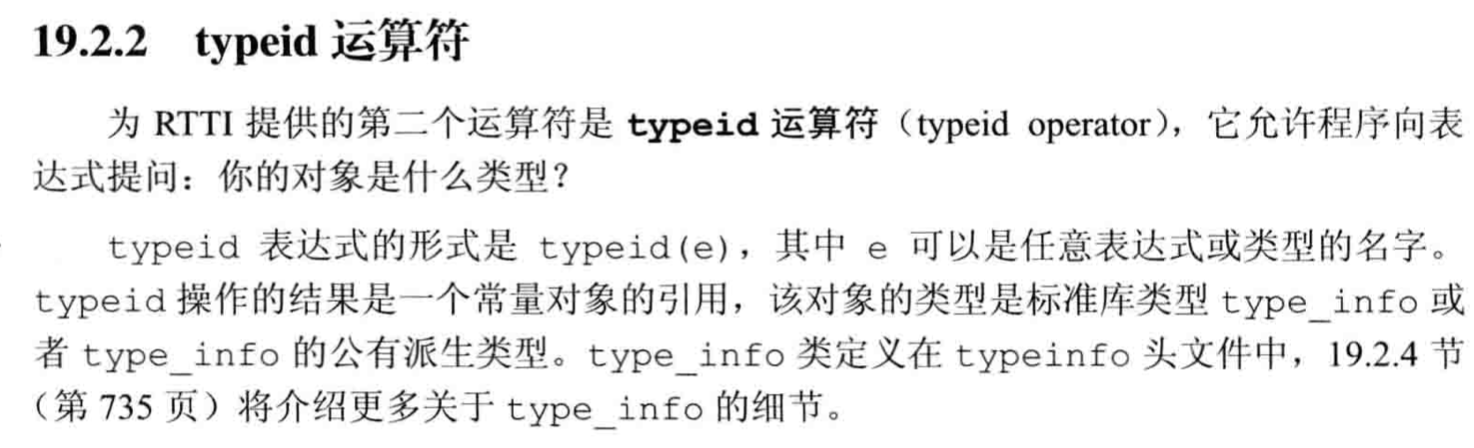 19.2.2 typeid 运算符
为 RTTI 提供的第二个运算符是 typeid 运算符（typeid operator），它允许程序向表
达式提问：你的对象是什么类型？
typeid 表达式的形式是 typeid(e)，其中 e 可以是任意表达式或类型的名字。
typeid 操作的结果是一个常量对象的引用，该对象的类型是标准库类型 type_info 或
者 type_info 的公有派生类型。type_info 类定义在 typeinfo 头文件中，19.2.4 节
（第 735 页）将介绍更多关于 type_info 的细节。